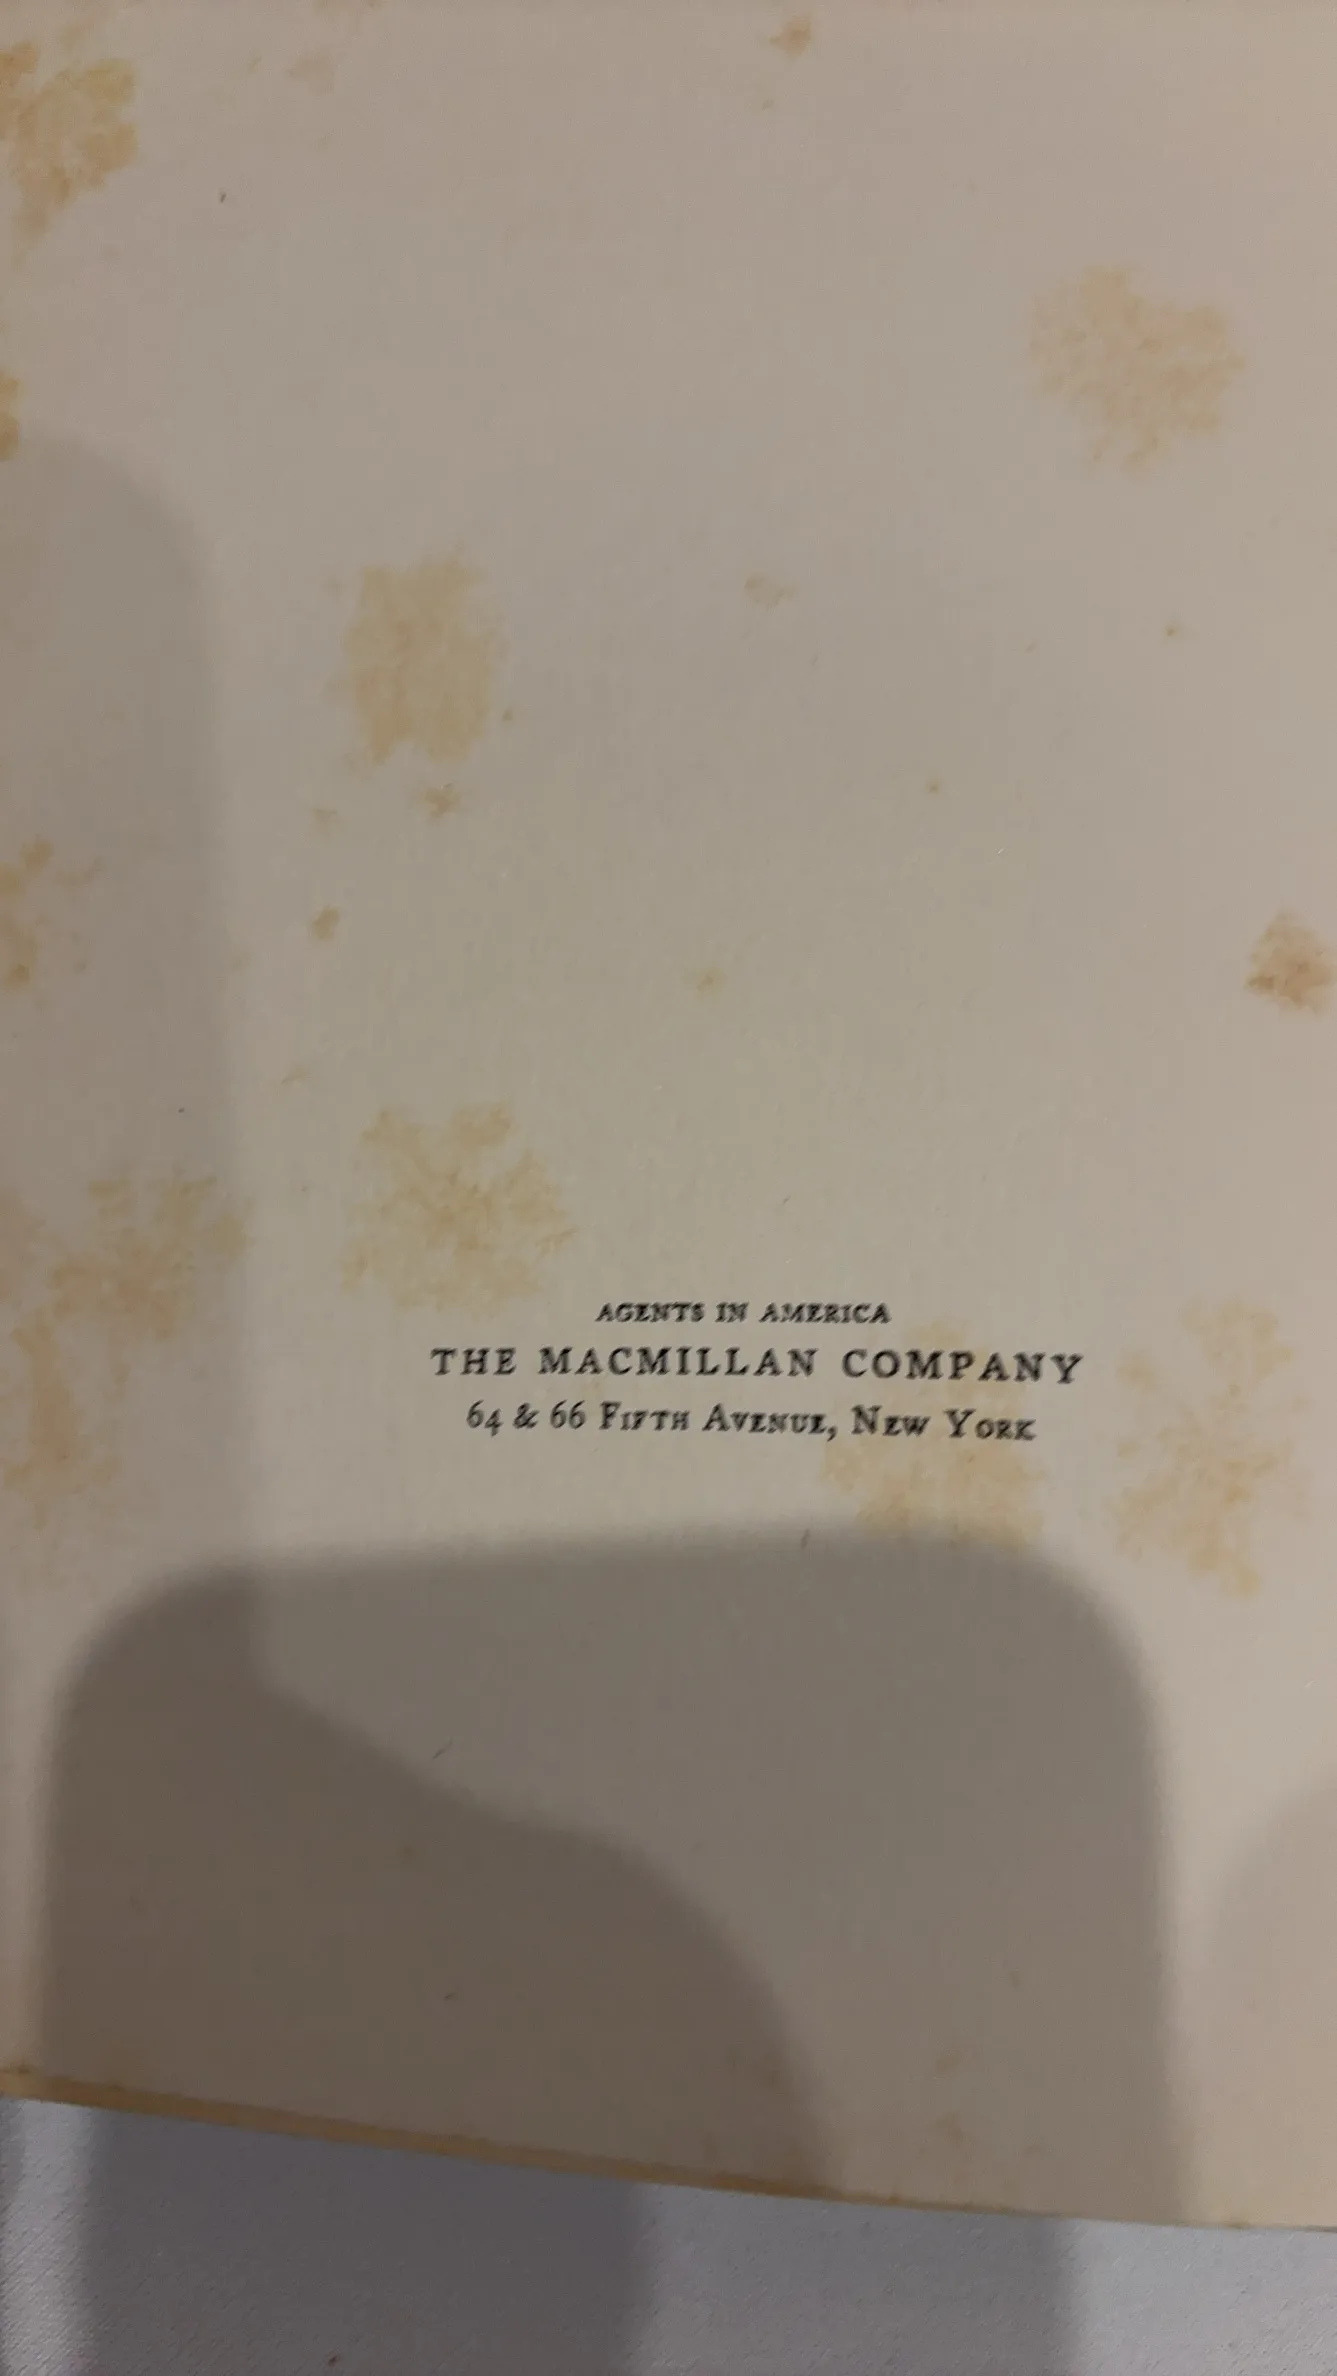 AGENTS IN AMERICA
THE MACMILLAN COMPANY
64 & 66 FIFTH AVENUE, NEW YORK